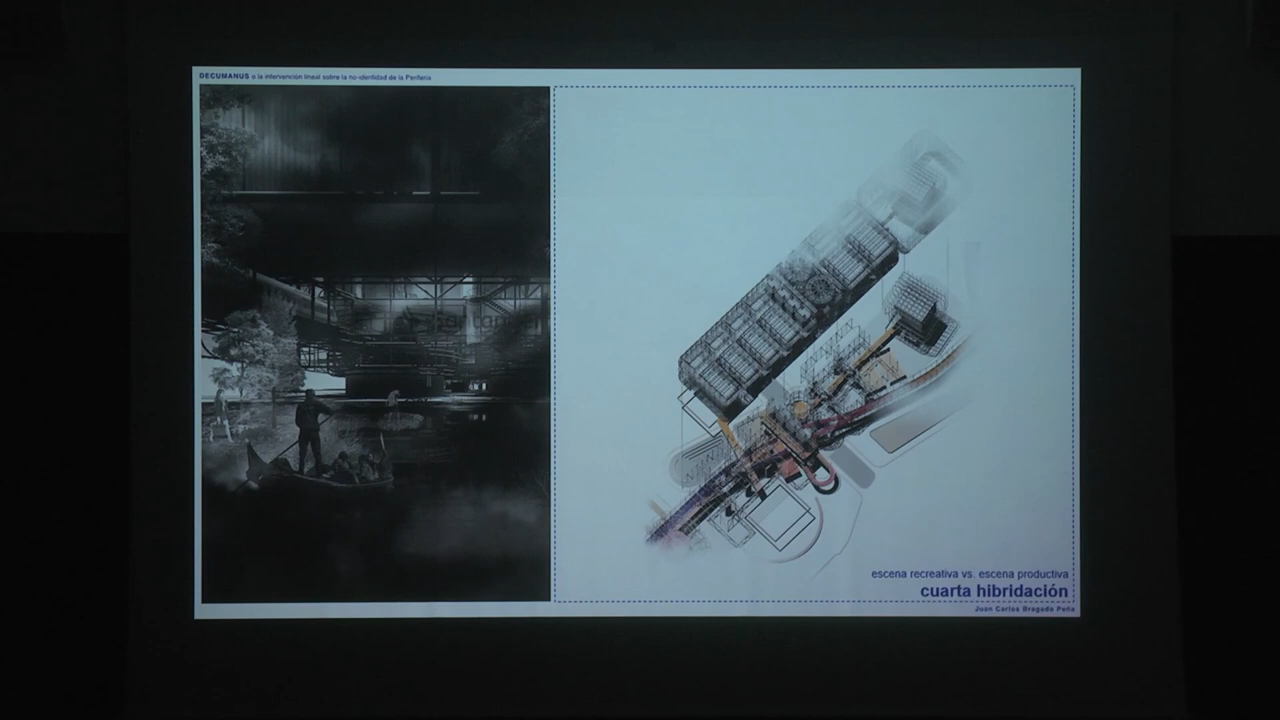 DECUMANUS o la intervención lineal sobre la no-identidad de la Periferia
escena recreativa vs. escena productiva
cuarta hibridación
Juan Carlos Bragado Peña